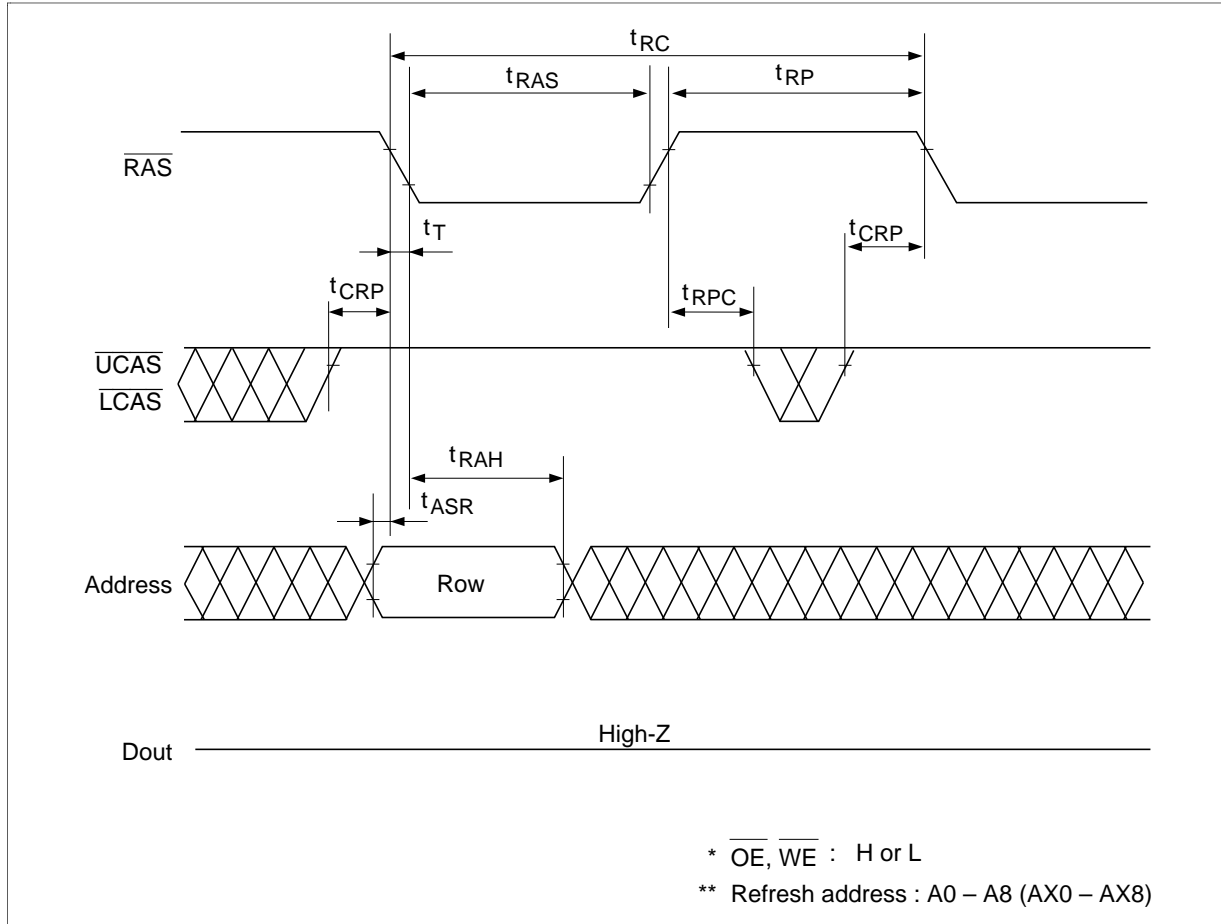 tRC
tRAS
tRP
RAS
tT
tCRP
tCRP
tRPC
UCAS
LCAS
tRAH
tASR
Address
Row
High-Z
Dout
* OE, WE : H or L
** Refresh address : A0 – A8 (AX0 – AX8)